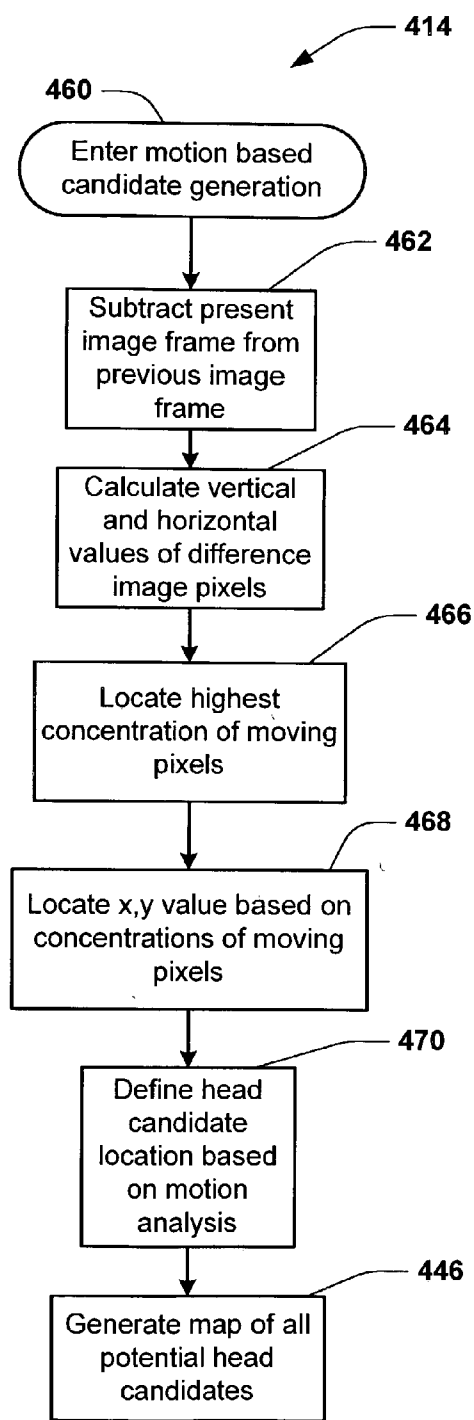 414
460
Enter motion based
candidate generation
462
Subtract present
image frame from
previous image
frame
464
Calculate vertical
and horizontal
values of difference
image pixels
466
Locate highest
concentration of moving
pixels
468
Locate x,y value based on
concentrations of moving
pixels
470
Define head
candidate
location based
on motion
analysis
446
Generate map of all
potential head
candidates